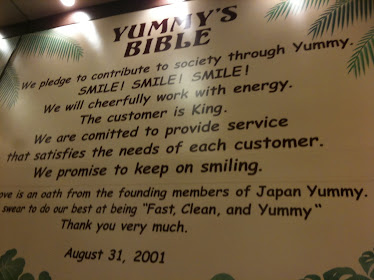 YUMMY'S
BIBLE
We pledge to contribute to society through Yummy.
SMILE! SMILE! SMILE!
We will cheerfully work with energy.
The customer is King.
We are comitted to provide service
that satisfies the needs of each customer.
We promise to keep on smiling.
is an oath from the founding members of Japan Yummy.
swear to do our best at being "Fast, Clean, and Yummy"
Thank you very much.
August 31, 2001